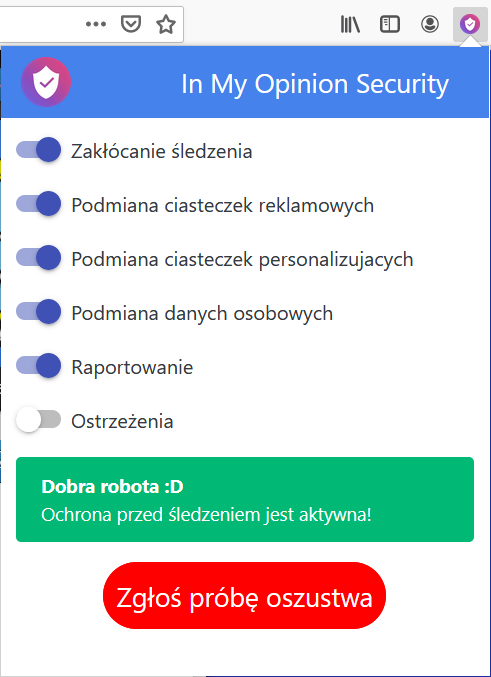 In My Opinion Security
Zakłócanie śledzenia
Podmiana ciasteczek reklamowych
Podmiana ciasteczek personalizujacych
Podmiana danych osobowych
Raportowanie
Ostrzeżenia
Dobra robota :D
Ochrona przed śledzeniem jest aktywna!
Zgłoś próbę oszustwa